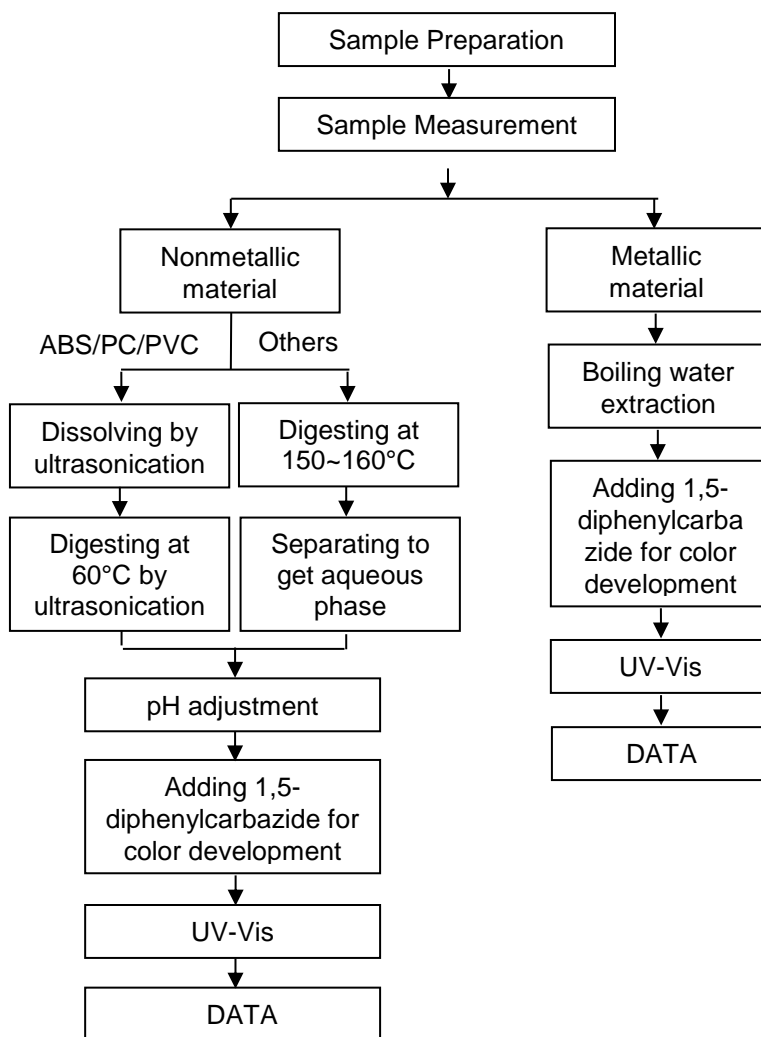 Sample Preparation
Sample Measurement
Nonmetallic
material
ABS/PC/PVC
Others
Dissolving by
ultrasonication
Digesting at
150~160°C
Digesting at
60°C by
ultrasonication
Separating to
get aqueous
phase
pH adjustment
Adding 1,5-
diphenylcarbazide for
color development
UV-Vis
DATA
Metallic
material
Boiling water
extraction
Adding 1,5-
diphenylcarba
zide for color
development
UV-Vis
DATA